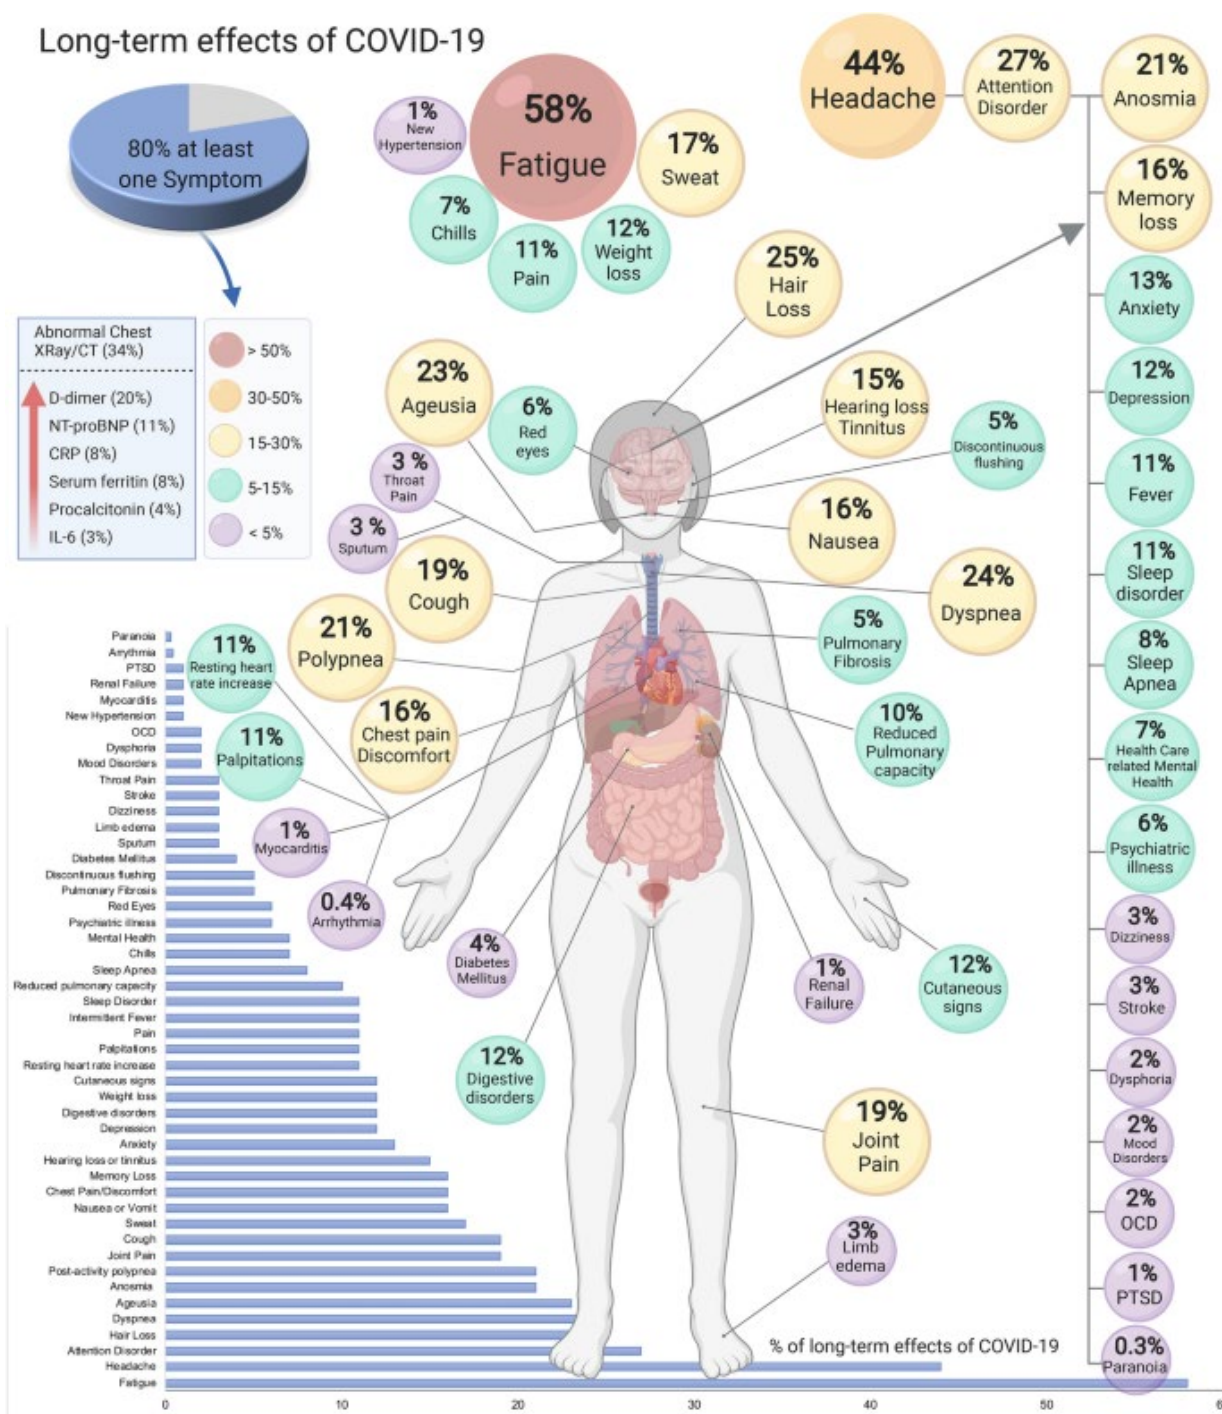 Long-term effects of COVID-19
80% at least
one Symptom
Abnormal Chest
XRay/CT (34%)
D-dimer (20%)
NT-proBNP (11%)
CRP (8%)
Serum ferritin (8%)
Procalcitonin (4%)
IL-6 (3%)
> 50%
30-50%
15-30%
5-15%
< 5%
1%
New
Hypertension
58%
Fatigue
17%
Sweat
7%
Chills
11%
Pain
12%
Weight
loss
44%
Headache
27%
Attention
Disorder
21%
Anosmia
16%
Memory
loss
13%
Anxiety
12%
Depression
11%
Fever
11%
Sleep
disorder
8%
Sleep
Apnea
7%
Health Care
related Mental
Health
6%
Psychiatric
illness
3%
Dizziness
3%
Stroke
2%
Dysphoria
2%
Mood
Disorders
2%
OCD
1%
PTSD
0.3%
Paranoia
25%
Hair
Loss
23%
Ageusia
6%
Red
eyes
15%
Hearing loss
Tinnitus
5%
Discontinuous
flushing
3 %
Throat
Pain
3 %
Sputum
16%
Nausea
19%
Cough
24%
Dyspnea
21%
Polypnea
5%
Pulmonary
Fibrosis
11%
Resting heart
rate increase
16%
Chest pain
Discomfort
10%
Reduced
Pulmonary
capacity
11%
Palpitations
1%
Myocarditis
0.4%
Arrhythmia
4%
Diabetes
Mellitus
1%
Renal
Failure
12%
Cutaneous
signs
12%
Digestive
disorders
19%
Joint
Pain
3%
Limb
edema
Paranoia
Arrythmia
PTSD
Renal Failure
Myocarditis
New Hypertension
OCD
Dysphoria
Mood Disorders
Throat Pain
Stroke
Dizziness
Limb edema
Sputum
Diabetes Mellitus
Discontinuous flushing
Pulmonary Fibrosis
Red Eyes
Psychiatric illness
Mental Health
Chills
Sleep Apnea
Reduced pulmonary capacity
Sleep Disorder
Intermittent Fever
Pain
Palpitations
Resting heart rate increase
Cutaneous signs
Weight loss
Digestive disorders
Depression
Anxiety
Hearing loss or tinnitus
Memory Loss
Chest Pain/Discomfort
Nausea or Vomit
Sweat
Cough
Joint Pain
Post-activity polypnea
Anosmia
Ageusia
Dyspnea
Hair Loss
Attention Disorder
Headache
Fatigue
% of long-term effects of COVID-19
0 10 20 30 40 50